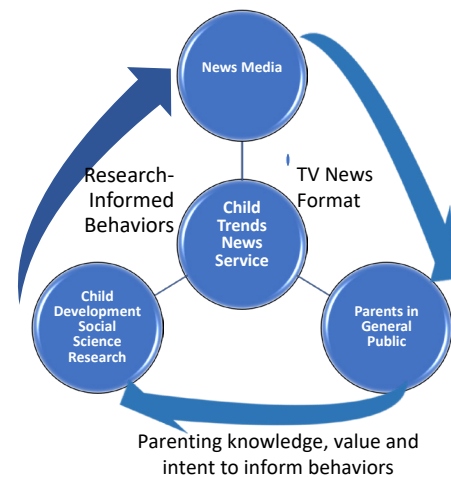 News Media
Research-
Informed
Behaviors
TV News
Format
Child
Trends
News
Service
Child
Development
Social
Science
Research
Parents in
General
Public
Parenting knowledge, value and
intent to inform behaviors